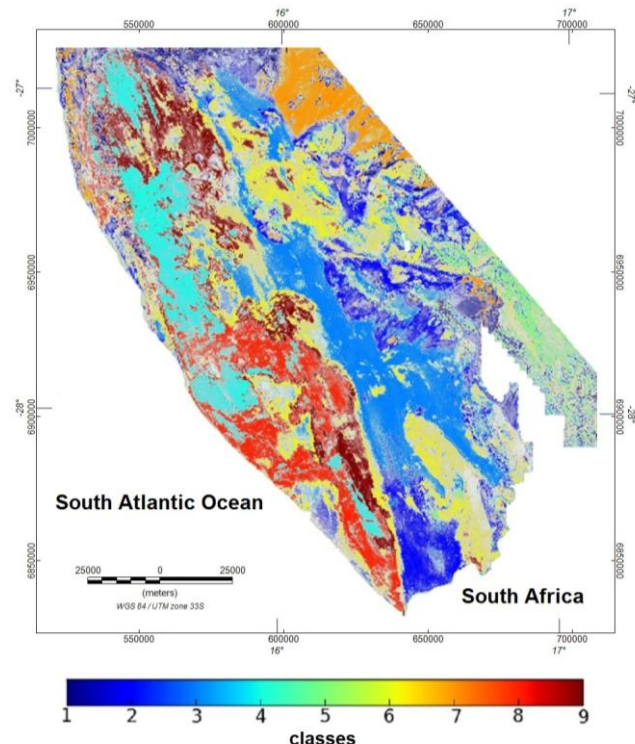 16° 17°
550000 600000 650000 700000
-27° -27°
7000000 7000000
6950000 6950000
-28° -28°
6900000 6900000
South Atlantic Ocean
6850000 6850000
25000 0 25000
(meters)
WGS 84 / UTM zone 33S
South Africa
550000 600000 650000 700000
16° 17°
1 2 3 4 5 6 7 8 9
classes